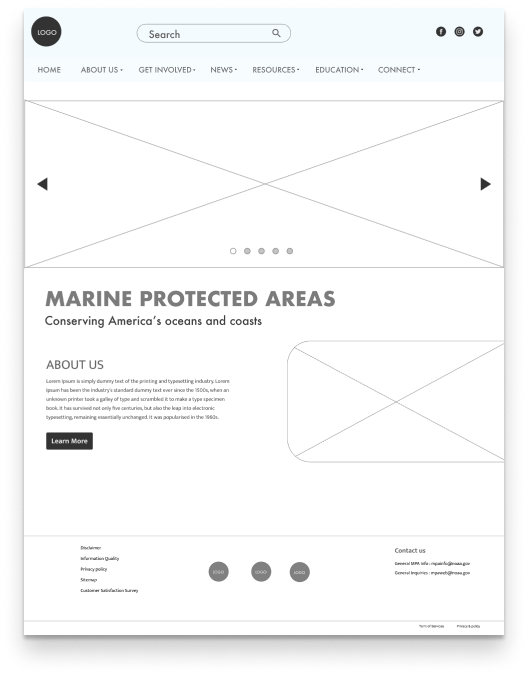 LOGO
Search
HOME ABOUT US GET INVOLVED NEWS RESOURCES EDUCATION CONNECT
MARINE PROTECTED AREAS
Conserving America's oceans and coasts
ABOUT US
Lorem Ipsum is simply dummy text of the printing and typesetting industry. Lorem
Ipsum has been the industry's standard dummy text ever since the 1500s, when an
unknown printer took a galley of type and scrambled it to make a type specimen
book. It has survived not only five centuries, but also the leap into electronic
typesetting, remaining essentially unchanged. It was popularised in the 1960s.
Learn More
Disclaimer
Information Quality
Privacy policy
Sitemap
Customer Satisfaction Survey
LOGO LOGO LOGO
Contact us
General MPA info : mpainfo@noaa.gov
General Inquiries : mpaweb@noaa.gov
Term of Services Privacy & policy